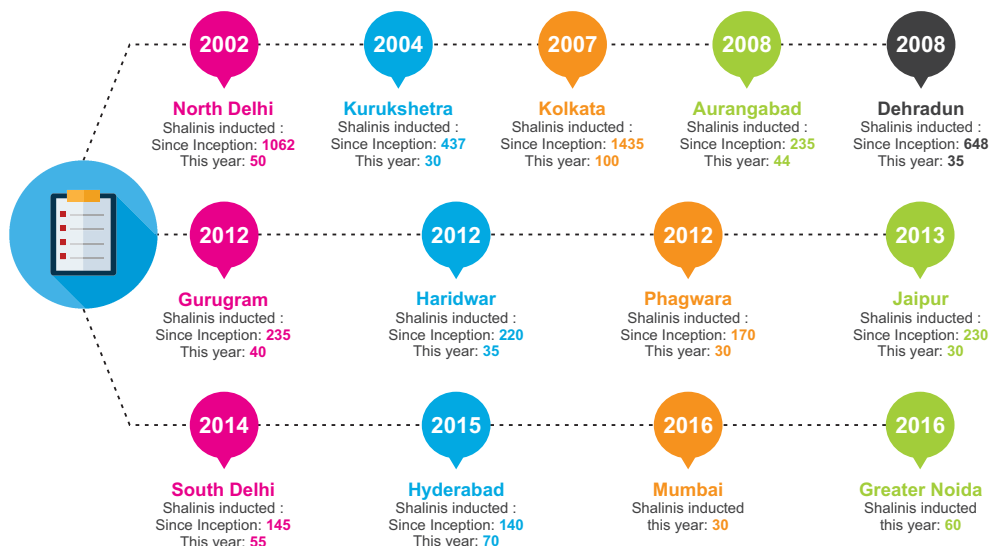 2002
North Delhi
Shalinis inducted :
Since Inception: 1062
This year: 50
2004
Kurukshetra
Shalinis inducted :
Since Inception: 437
This year: 30
2007
Kolkata
Shalinis inducted :
Since Inception: 1435
This year: 100
2008
Aurangabad
Shalinis inducted :
Since Inception: 235
This year: 44
2008
Dehradun
Shalinis inducted :
Since Inception: 648
This year: 35
2012
Gurugram
Shalinis inducted :
Since Inception: 235
This year: 40
2012
Haridwar
Shalinis inducted :
Since Inception: 220
This year: 35
2012
Phagwara
Shalinis inducted :
Since Inception: 170
This year: 30
2013
Jaipur
Shalinis inducted :
Since Inception: 230
This year: 30
2014
South Delhi
Shalinis inducted :
Since Inception: 145
This year: 55
2015
Hyderabad
Shalinis inducted :
Since Inception: 140
This year: 70
2016
Mumbai
Shalinis inducted
this year: 30
2016
Greater Noida
Shalinis inducted
this year: 60